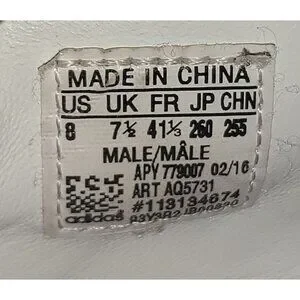 MADE IN CHINA
US UK FR JP CHN
8 7½ 41⅓ 260 255
MALE/MÂLE
APY 779007 02/16
ART AQ5731
#113134674
adidas